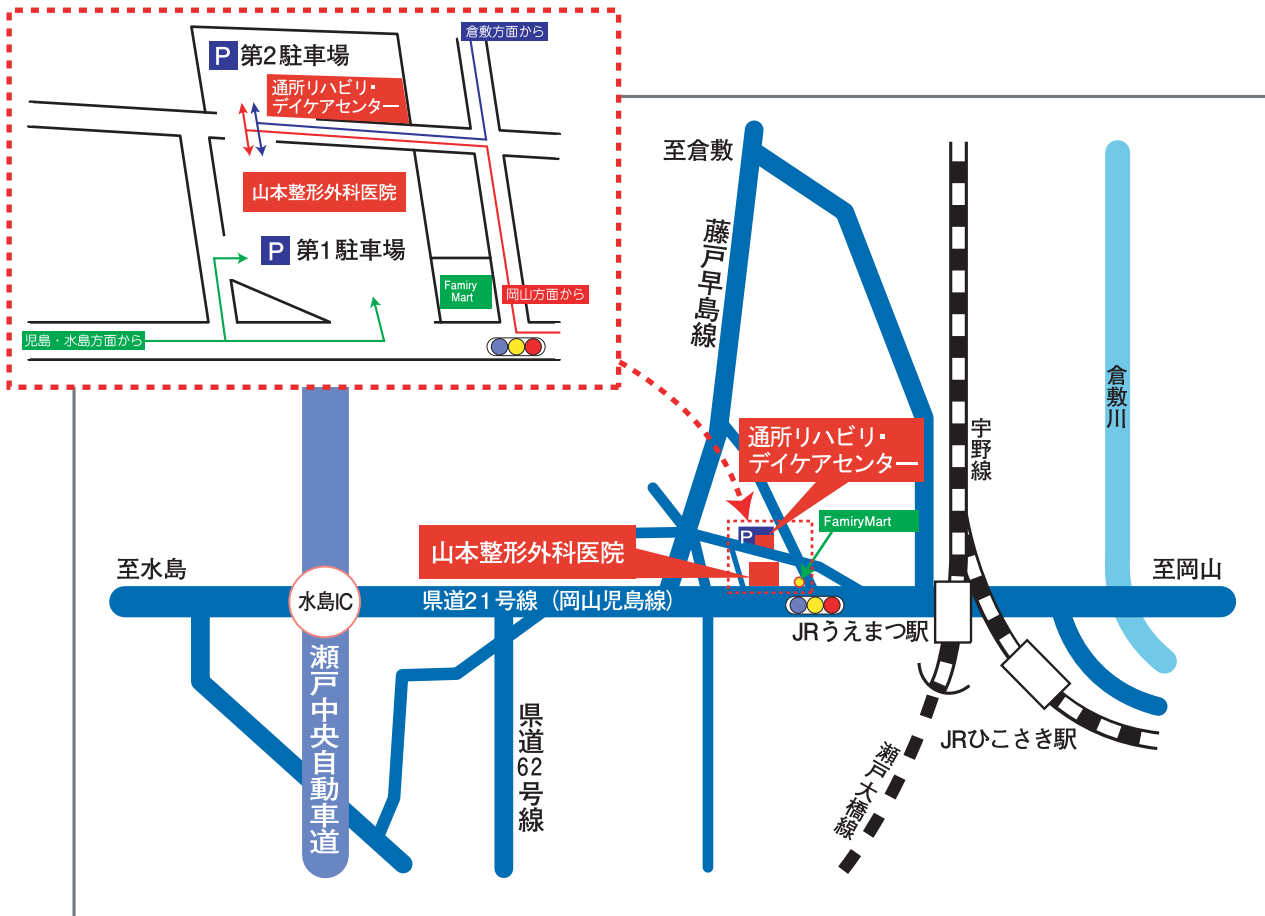 倉敷方面から
P 第2駐車場
通所リハビリ・
デイケアセンター
山本整形外科医院
P 第1駐車場
Famiry
Mart
岡山方面から
児島・水島方面から
至倉敷
藤戸早島線
倉敷川
宇野線
通所リハビリ・
デイケアセンター
FamiryMart
P
山本整形外科医院
至水島
至岡山
水島IC
県道21号線（岡山児島線）
JRうえまつ駅
瀬戸中央自動車道
県道62号線
JRひこさき駅
瀬戸大橋線